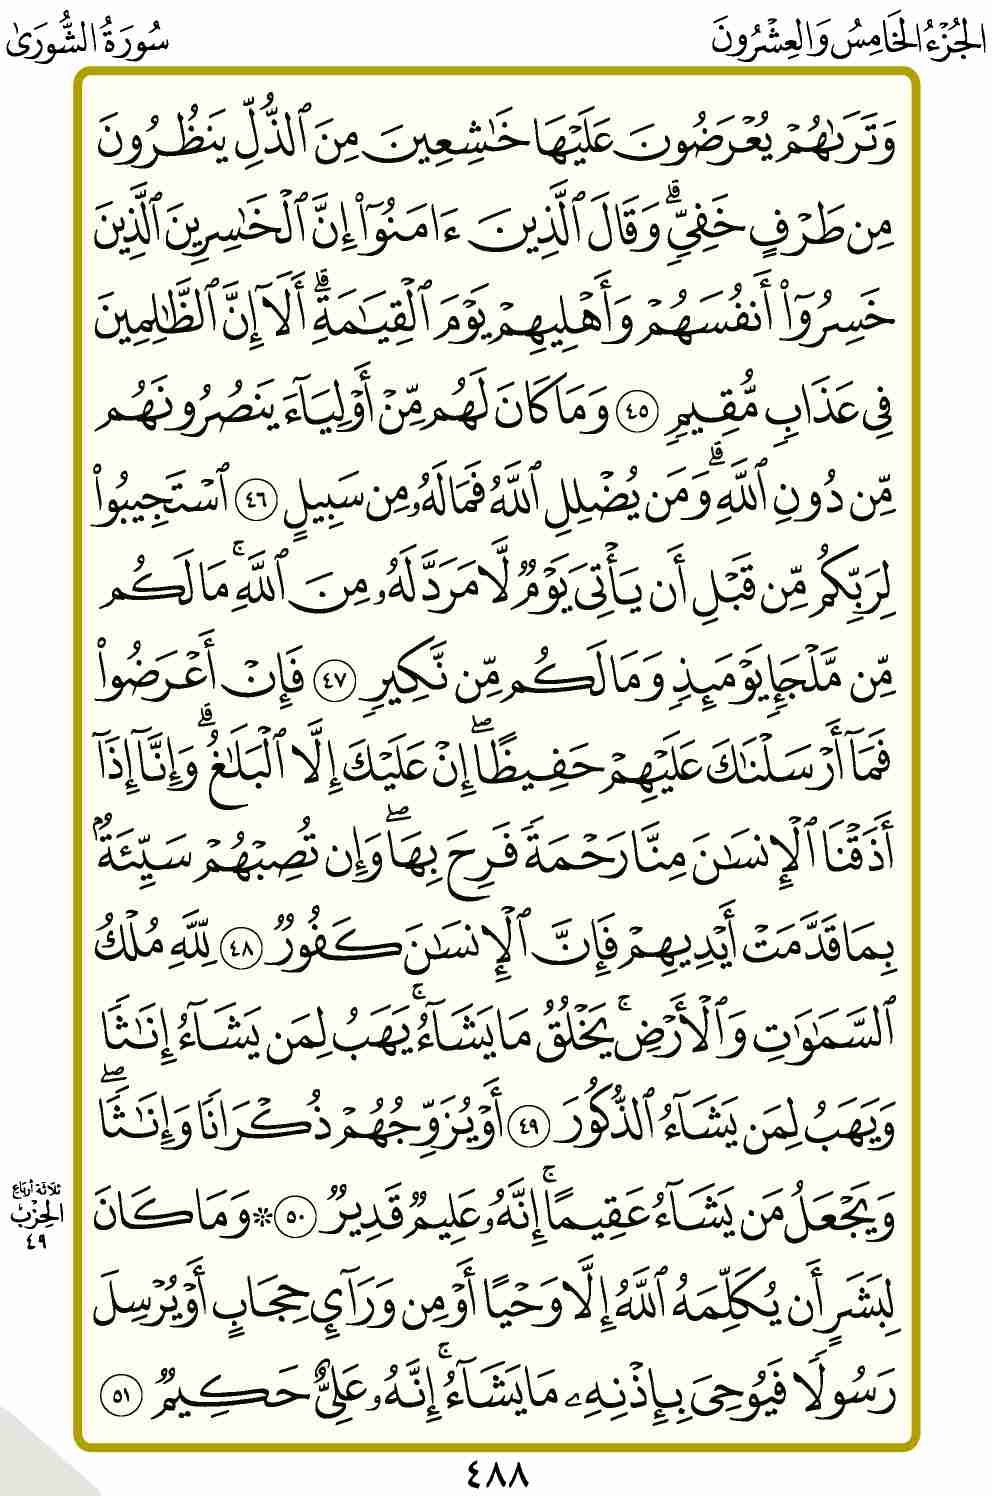 الجُزْءُ الخَامِسُ وَالعِشْرُونَ
سُورَةُ الشُّورَىٰ
وَتَرَىٰهُمْ يُعْرَضُونَ عَلَيْهَا خَٰشِعِينَ مِنَ ٱلذُّلِّ يَنظُرُونَ
مِن طَرْفٍ خَفِيٍّۗ وَقَالَ ٱلَّذِينَ ءَامَنُوٓا۟ إِنَّ ٱلْخَٰسِرِينَ ٱلَّذِينَ
خَسِرُوٓا۟ أَنفُسَهُمْ وَأَهْلِيهِمْ يَوْمَ ٱلْقِيَٰمَةِۗ أَلَآ إِنَّ ٱلظَّٰلِمِينَ
فِى عَذَابٍ مُّقِيمٍ ٤٥ وَمَا كَانَ لَهُم مِّنْ أَوْلِيَآءَ يَنصُرُونَهُم
مِّن دُونِ ٱللَّهِۗ وَمَن يُضْلِلِ ٱللَّهُ فَمَا لَهُۥ مِن سَبِيلٍ ٤٦ ٱسْتَجِيبُوا۟
لِرَبِّكُم مِّن قَبْلِ أَن يَأْتِىَ يَوْمٌ لَّا مَرَدَّ لَهُۥ مِنَ ٱللَّهِۚ مَا لَكُم
مِّن مَّلْجَإٍ يَوْمَئِذٍ وَمَا لَكُم مِّن نَّكِيرٍ ٤٧ فَإِنْ أَعْرَضُوا۟
فَمَآ أَرْسَلْنَٰكَ عَلَيْهِمْ حَفِيظًاۖ إِنْ عَلَيْكَ إِلَّا ٱلْبَلَٰغُۗ وَإِنَّآ إِذَآ
أَذَقْنَا ٱلْإِنسَٰنَ مِنَّا رَحْمَةً فَرِحَ بِهَاۖ وَإِن تُصِبْهُمْ سَيِّئَةٌۢ
بِمَا قَدَّمَتْ أَيْدِيهِمْ فَإِنَّ ٱلْإِنسَٰنَ كَفُورٌ ٤٨ لِّلَّهِ مُلْكُ
ٱلسَّمَٰوَٰتِ وَٱلْأَرْضِۚ يَخْلُقُ مَا يَشَآءُۚ يَهَبُ لِمَن يَشَآءُ إِنَٰثًا
وَيَهَبُ لِمَن يَشَآءُ ٱلذُّكُورَ ٤٩ أَوْ يُزَوِّجُهُمْ ذُكْرَانًا وَإِنَٰثًاۖ
وَيَجْعَلُ مَن يَشَآءُ عَقِيمًاۚ إِنَّهُۥ عَلِيمٌ قَدِيرٌ ٥٠ ۞ وَمَا كَانَ
لِبَشَرٍ أَن يُكَلِّمَهُ ٱللَّهُ إِلَّا وَحْيًا أَوْ مِن وَرَآئِ حِجَابٍ أَوْ يُرْسِلَ
رَسُولًا فَيُوحِىَ بِإِذْنِهِۦ مَا يَشَآءُۚ إِنَّهُۥ عَلِىٌّ حَكِيمٌ ٥١
ثلاثة أرباع
الحِزْب
٤٩
٤٨٨